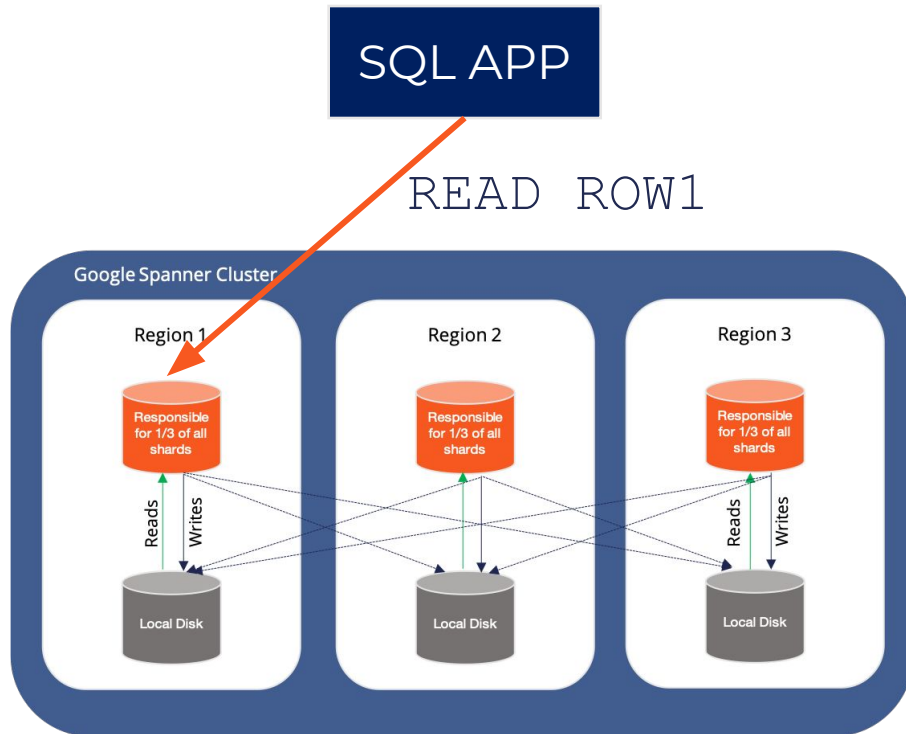 SQL APP
READ ROW1
Google Spanner Cluster
Region 1
Region 2
Region 3
Responsible
for 1/3 of all
shards
Responsible
for 1/3 of all
shards
Responsible
for 1/3 of all
shards
Reads
Writes
Reads
Writes
Local Disk
Local Disk
Local Disk